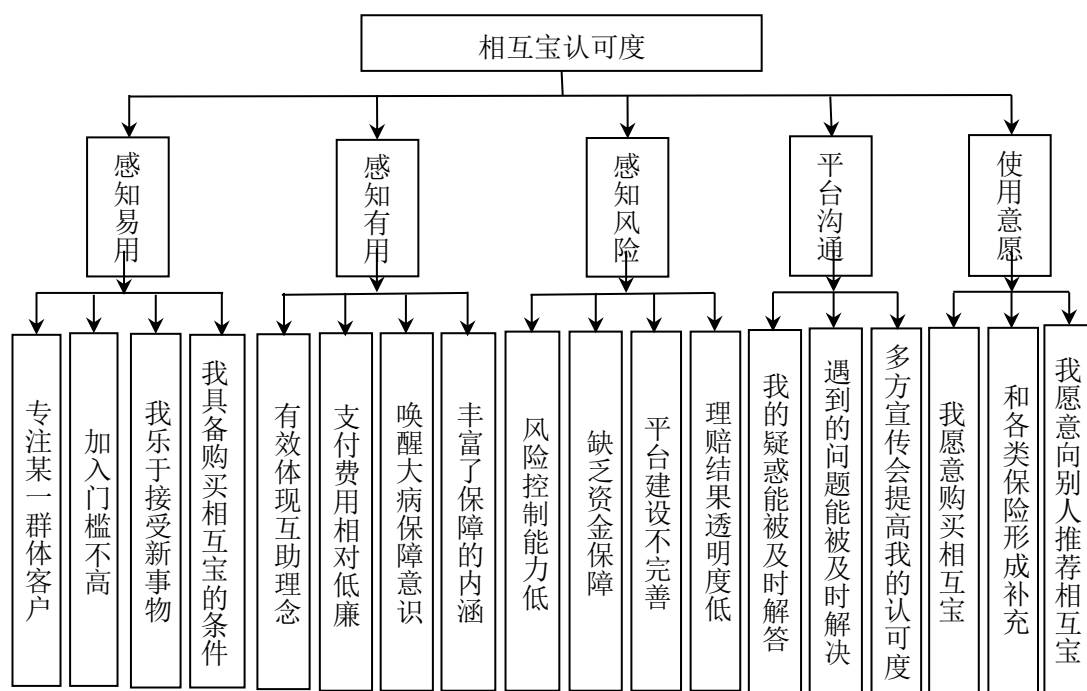 相互宝认可度
感知易用
感知有用
感知风险
平台沟通
使用意愿
专注某一群体客户
加入门槛不高
我乐于接受新事物
我具备购买相互宝的条件
有效体现互助理念
支付费用相对低廉
唤醒大病保障意识
丰富了保障的内涵
风险控制能力低
缺乏资金保障
平台建设不完善
理赔结果透明度低
我的疑惑能被及时解答
遇到的问题能被及时解决
多方宣传会提高我的认可度
我愿意购买相互宝
和各类保险形成补充
我愿意向别人推荐相互宝